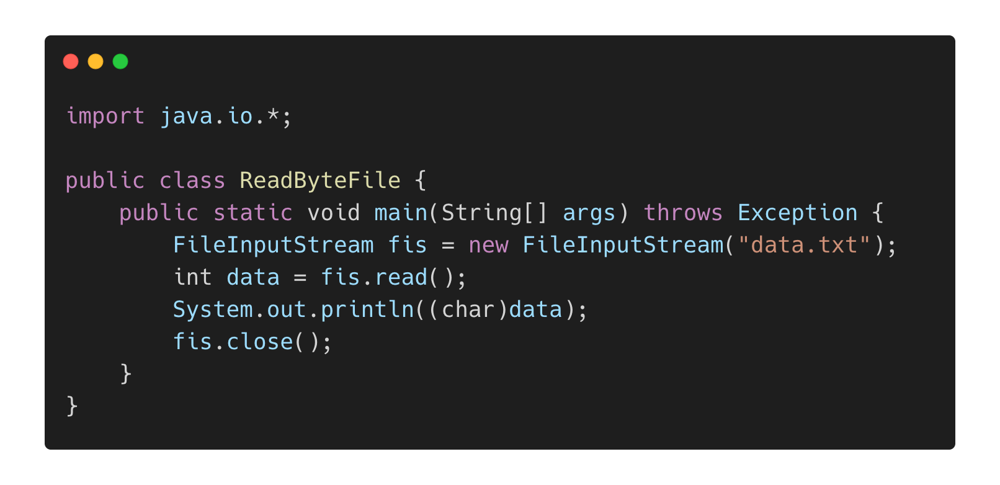 import java.io.*;
public class ReadByteFile {
    public static void main(String[] args) throws Exception {
        FileInputStream fis = new FileInputStream("data.txt");
        int data = fis.read();
        System.out.println((char)data);
        fis.close();
    }
}